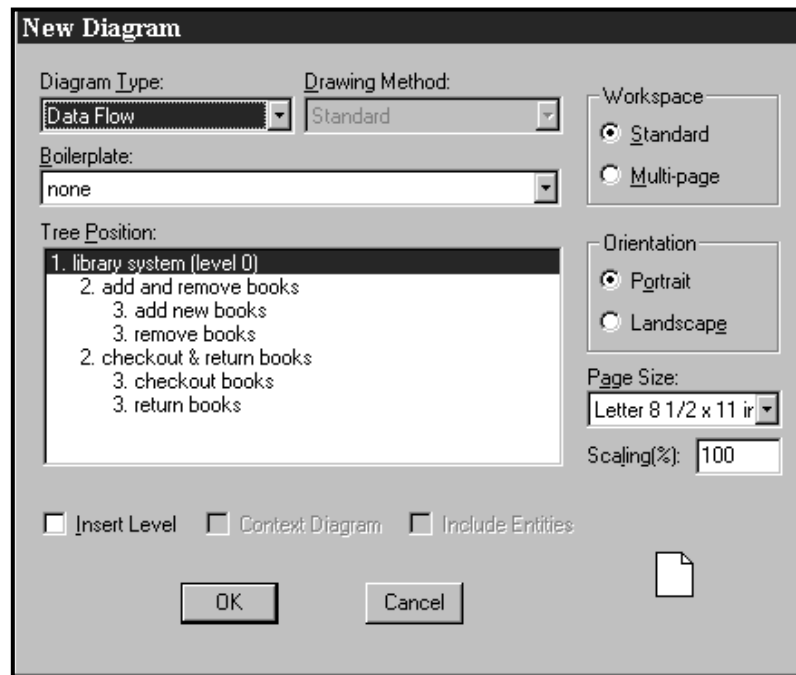 New Diagram
Diagram Type:
Drawing Method:
Data Flow
Standard
Boilerplate:
none
Tree Position:
1. library system (level 0)
2. add and remove books
3. add new books
3. remove books
2. checkout & return books
3. checkout books
3. return books
Workspace
Standard
Multi-page
Orientation
Portrait
Landscape
Page Size:
Letter 8 1/2 x 11 in
Scaling(%): 100
Insert Level
Context Diagram
Include Entities
OK
Cancel